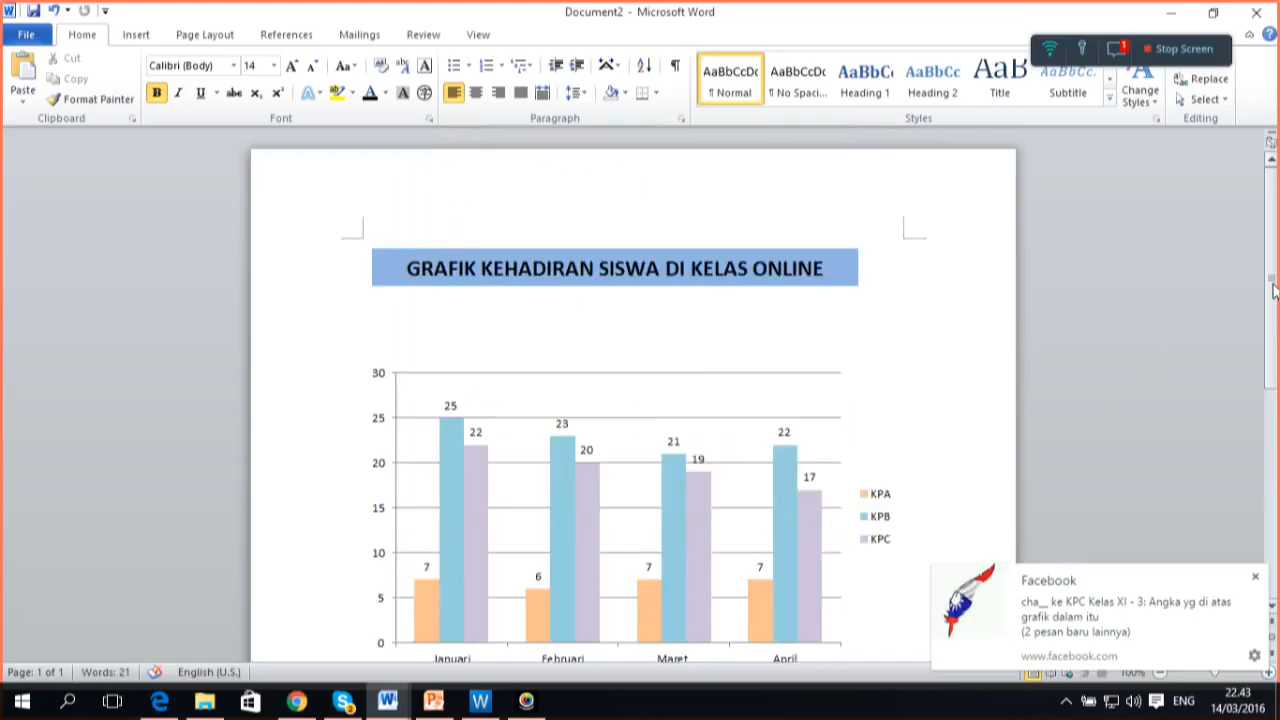 Document2 - Microsoft Word
File Home Insert Page Layout References Mailings Review View
Stop Screen
Cut
Copy
Format Painter
Paste
Clipboard
Calibri (Body) 14
Font
Paragraph
AaBbCcDc AaBbCcDc AaBbCc AaBbCc AaB AaBbCc.
¶ Normal ¶ No Spaci... Heading 1 Heading 2 Title Subtitle
Styles
Change Styles
Replace
Select
Editing
GRAFIK KEHADIRAN SISWA DI KELAS ONLINE
30
25
20
15
10
5
0
7 25 22
6 23 20
7 21 19
7 22 17
Januari Februari Maret April
KPA
KPB
KPC
Facebook
cha__ ke KPC Kelas XI - 3: Angka yg di atas
grafik dalam itu
(2 pesan baru lainnya)
www.facebook.com
Page: 1 of 1 Words: 21 English (U.S.) 100%
ENG
22.43
14/03/2016